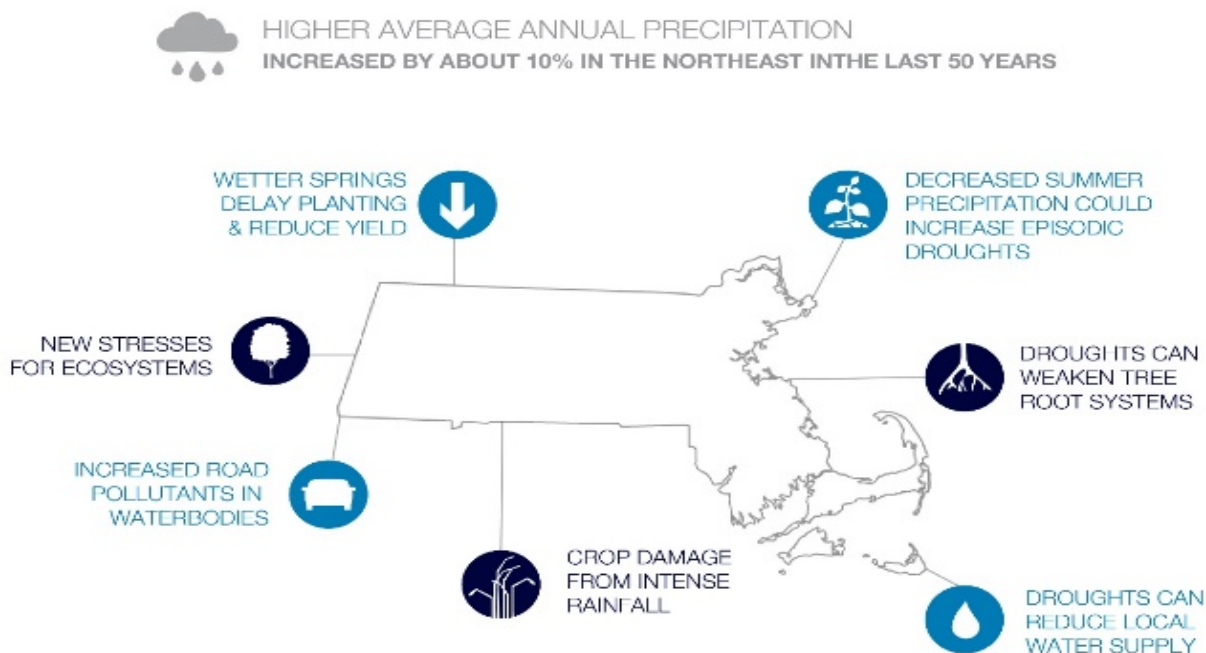 HIGHER AVERAGE ANNUAL PRECIPITATION
INCREASED BY ABOUT 10% IN THE NORTHEAST INTHE LAST 50 YEARS
WETTER SPRINGS
DELAY PLANTING
& REDUCE YIELD
DECREASED SUMMER
PRECIPITATION COULD
INCREASE EPISODIC
DROUGHTS
NEW STRESSES
FOR ECOSYSTEMS
DROUGHTS CAN
WEAKEN TREE
ROOT SYSTEMS
INCREASED ROAD
POLLUTANTS IN
WATERBODIES
CROP DAMAGE
FROM INTENSE
RAINFALL
DROUGHTS CAN
REDUCE LOCAL
WATER SUPPLY